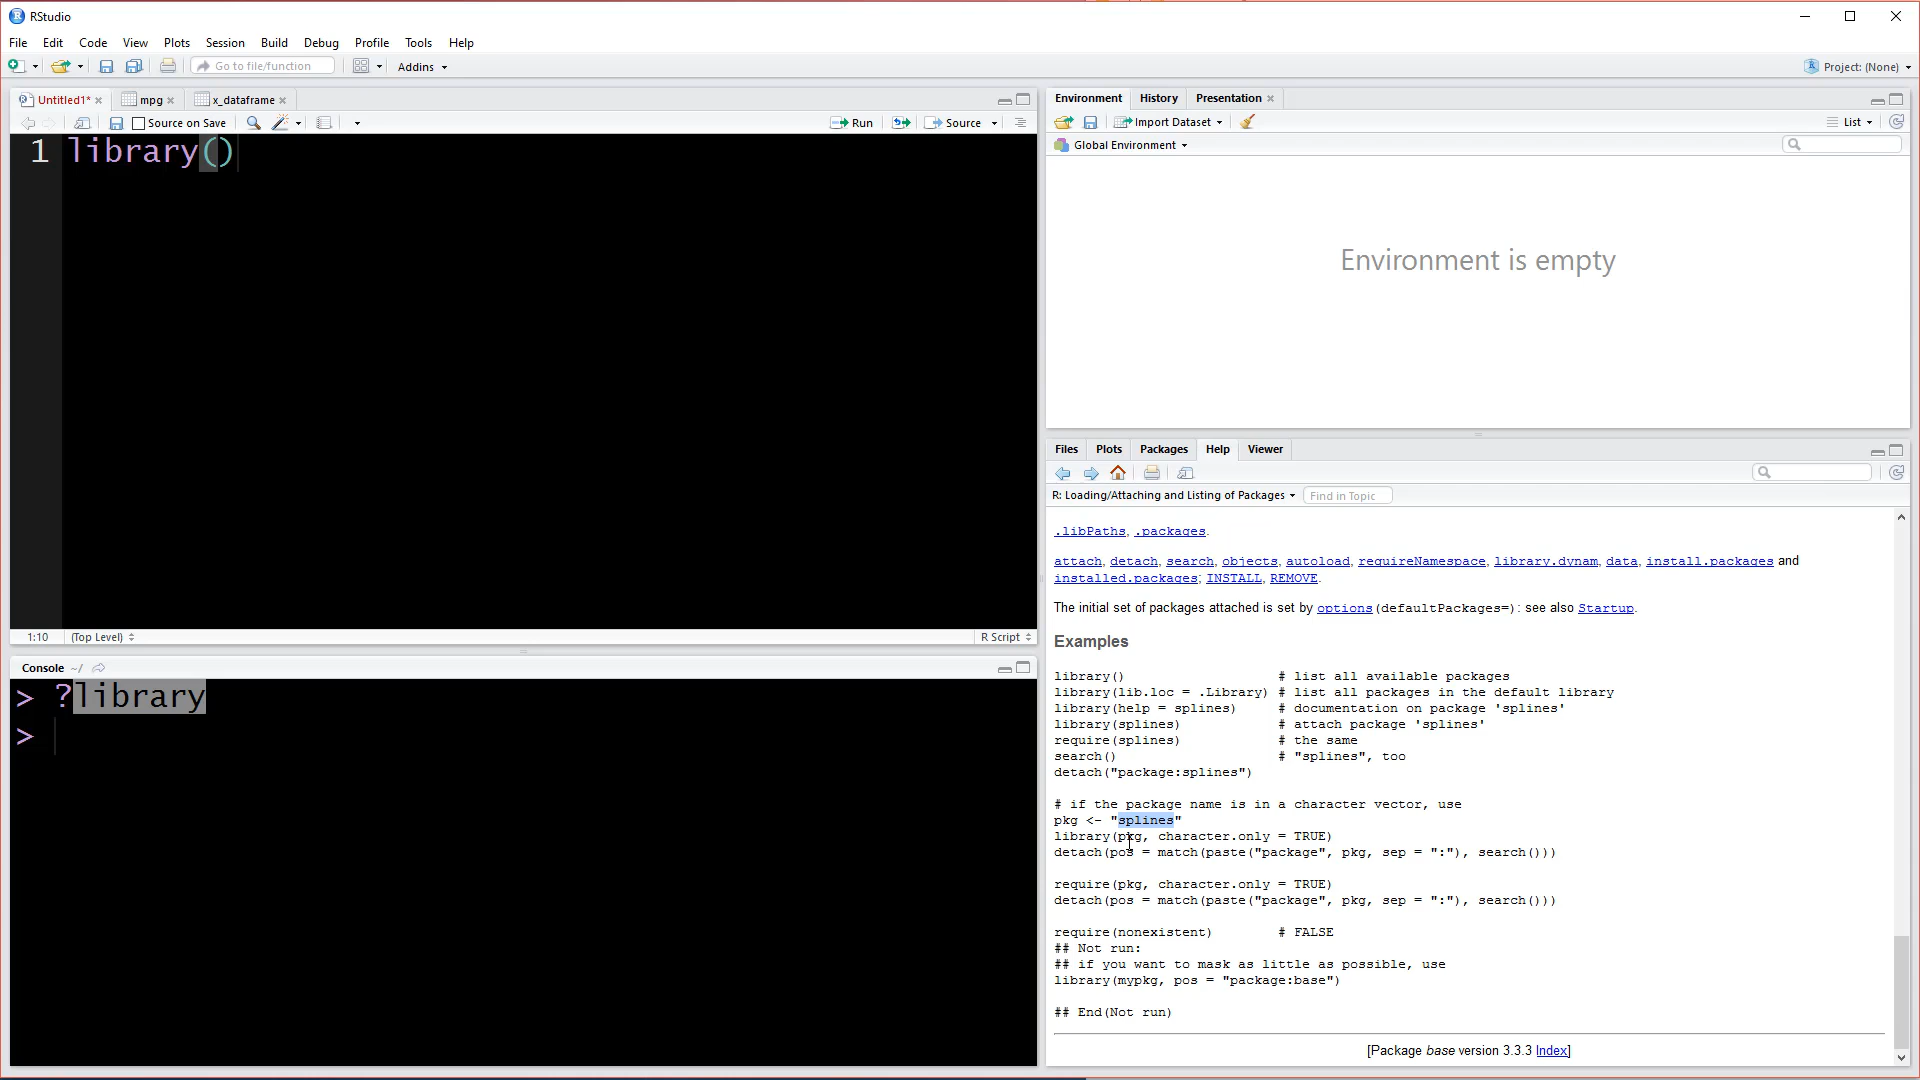 RStudio
File Edit Code View Plots Session Build Debug Profile Tools Help
Go to file/function Addins Project: (None)
Untitled1* mpg x_dataframe
Source on Save Run Source
1 library()
1:10 (Top Level) R Script
Console ~/
> ?library
>
Environment History Presentation
Import Dataset List
Global Environment
Environment is empty
Files Plots Packages Help Viewer
R: Loading/Attaching and Listing of Packages Find in Topic
.libPaths, .packages.
attach, detach, search, objects, autoload, requireNamespace, library.dynam, data, install.packages and
installed.packages; INSTALL, REMOVE.
The initial set of packages attached is set by options(defaultPackages=): see also Startup.
Examples
library() # list all available packages
library(lib.loc = .Library) # list all packages in the default library
library(help = splines) # documentation on package 'splines'
library(splines) # attach package 'splines'
require(splines) # the same
search() # "splines", too
detach("package:splines")
# if the package name is in a character vector, use
pkg <- "splines"
library(pkg, character.only = TRUE)
detach(pos = match(paste("package", pkg, sep = ":"), search()))
require(pkg, character.only = TRUE)
detach(pos = match(paste("package", pkg, sep = ":"), search()))
require(nonexistent) # FALSE
## Not run:
## if you want to mask as little as possible, use
library(mypkg, pos = "package:base")
## End(Not run)
[Package base version 3.3.3 Index]